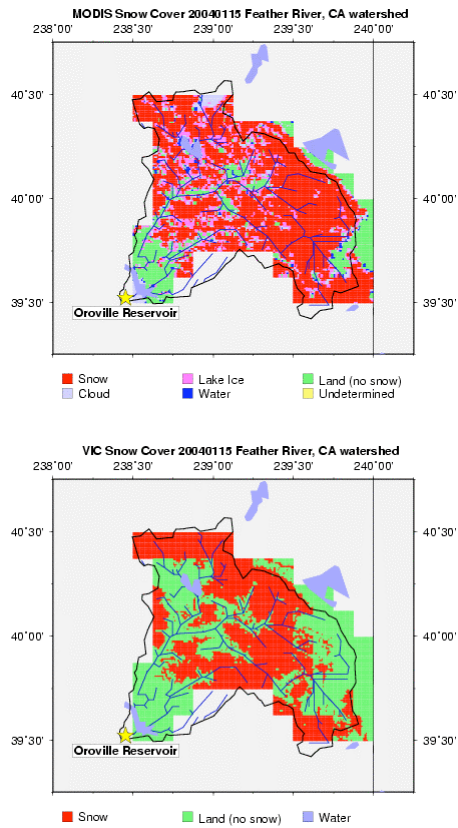 MODIS Snow Cover 20040115 Feather River, CA watershed
238°00' 238°30' 239°00' 239°30' 240°00'
40°30' 40°30'
40°00' 40°00'
39°30' 39°30'
Oroville Reservoir
Snow Lake Ice Land (no snow)
Cloud Water Undetermined
VIC Snow Cover 20040115 Feather River, CA watershed
238°00' 238°30' 239°00' 239°30' 240°00'
40°30' 40°30'
40°00' 40°00'
39°30' 39°30'
Oroville Reservoir
Snow Land (no snow) Water